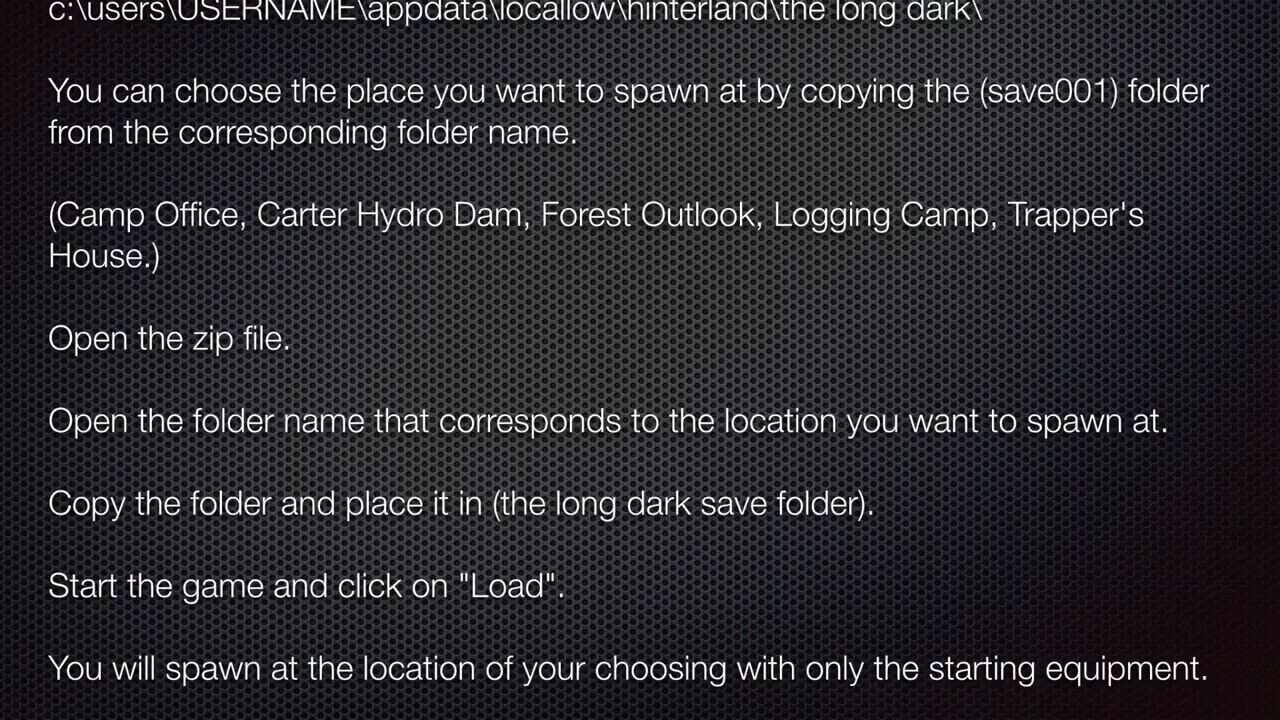 c:\users\USERNAME\appdata\locallow\hinterland\the long dark\
You can choose the place you want to spawn at by copying the (save001) folder
from the corresponding folder name.
(Camp Office, Carter Hydro Dam, Forest Outlook, Logging Camp, Trapper's
House.)
Open the zip file.
Open the folder name that corresponds to the location you want to spawn at.
Copy the folder and place it in (the long dark save folder).
Start the game and click on "Load".
You will spawn at the location of your choosing with only the starting equipment.